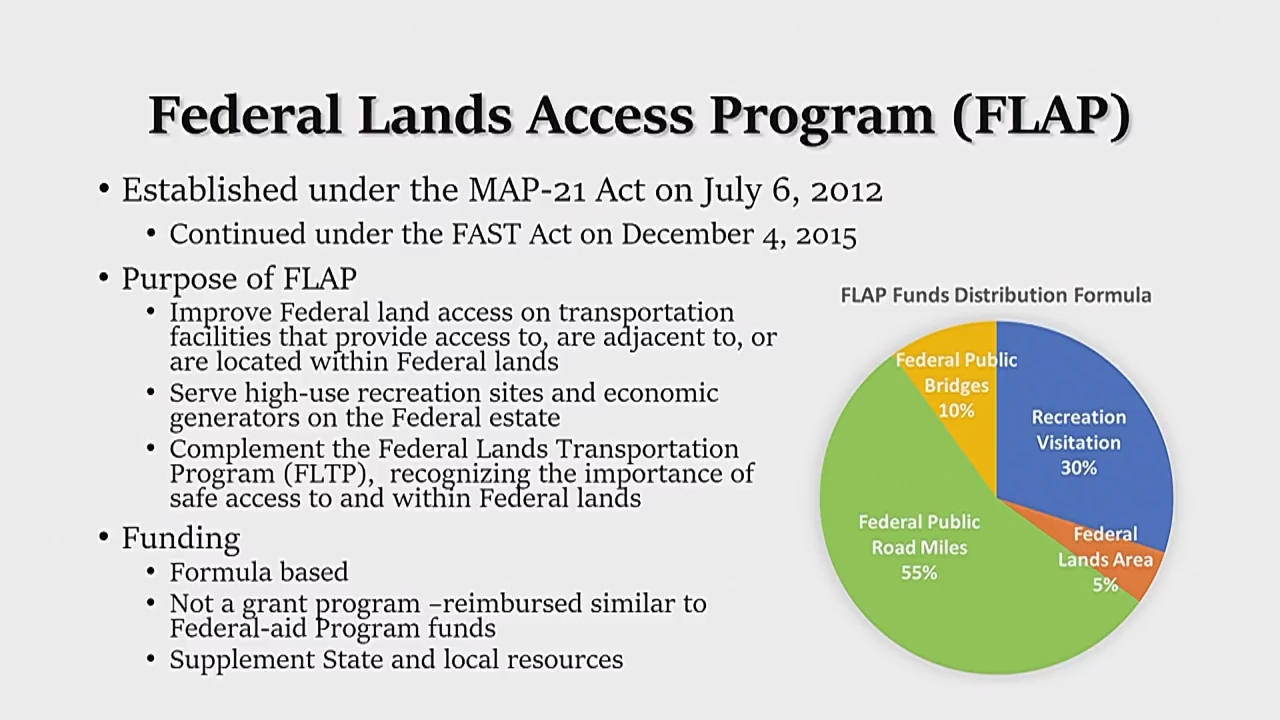 Federal Lands Access Program (FLAP)
• Established under the MAP-21 Act on July 6, 2012
• Continued under the FAST Act on December 4, 2015
• Purpose of FLAP
• Improve Federal land access on transportation
facilities that provide access to, are adjacent to, or
are located within Federal lands
• Serve high-use recreation sites and economic
generators on the Federal estate
• Complement the Federal Lands Transportation
Program (FLTP),  recognizing the importance of
safe access to and within Federal lands
• Funding
• Formula based
• Not a grant program –reimbursed similar to
Federal-aid Program funds
• Supplement State and local resources
FLAP Funds Distribution Formula
Federal Public
Bridges
10%
Recreation
Visitation
30%
Federal
Lands Area
5%
Federal Public
Road Miles
55%